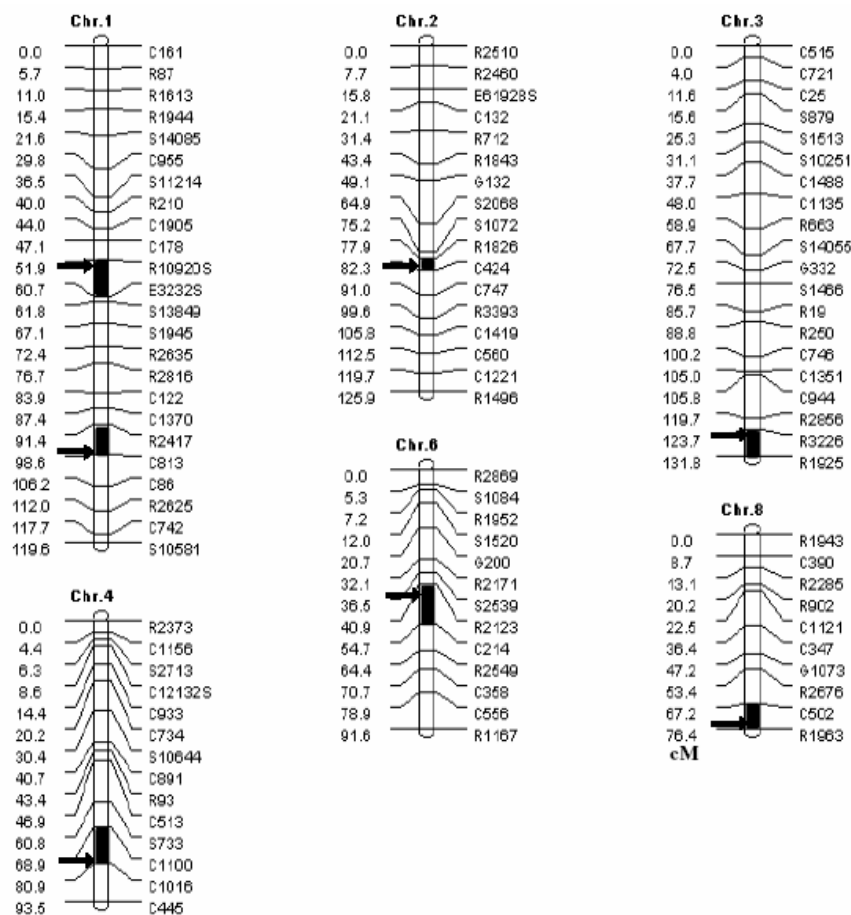 Chr.1
0.0 C161
5.7 R87
11.0 R1613
15.4 R1944
21.6 S14085
29.8 C955
36.5 S11214
40.0 R210
44.0 C1905
47.1 C178
51.9 R10920S
60.7 E3232S
61.8 S13849
67.1 S1945
72.4 R2635
76.7 R2816
83.9 C122
87.4 C1370
91.4 R2417
98.6 C813
106.2 C86
112.0 R2625
117.7 C742
119.6 S10581
Chr.2
0.0 R2510
7.7 R2460
15.8 E61928S
21.1 C132
31.4 R712
43.4 R1843
49.1 G132
64.9 S2068
75.2 S1072
77.9 R1826
82.3 C424
91.0 C747
99.6 R3393
105.8 C1419
112.5 C560
119.7 C1221
125.9 R1496
Chr.3
0.0 C515
4.0 C721
11.6 C25
15.6 S879
25.3 S1513
31.1 S10251
37.7 C1488
48.0 C1135
58.9 R663
67.7 S14055
72.5 G332
76.5 S1466
85.7 R19
88.8 R250
100.2 C746
105.0 C1351
105.8 C944
119.7 R2856
123.7 R3226
131.8 R1925
Chr.4
0.0 R2373
4.4 C1156
6.3 S2713
8.6 C12132S
14.4 C933
20.2 C734
30.4 S10644
40.7 C891
43.4 R93
46.9 C513
60.8 S733
68.9 C1100
80.9 C1016
93.5 C445
Chr.6
0.0 R2869
5.3 S1084
7.2 R1952
12.0 S1520
20.7 G200
32.1 R2171
36.5 S2539
40.9 R2123
54.7 C214
64.4 R2549
70.7 C358
78.9 C556
91.6 R1167
Chr.8
0.0 R1943
8.7 C390
13.1 R2285
20.2 R902
22.5 C1121
36.4 C347
47.2 G1073
53.4 R2676
67.2 C502
76.4 R1963
cM